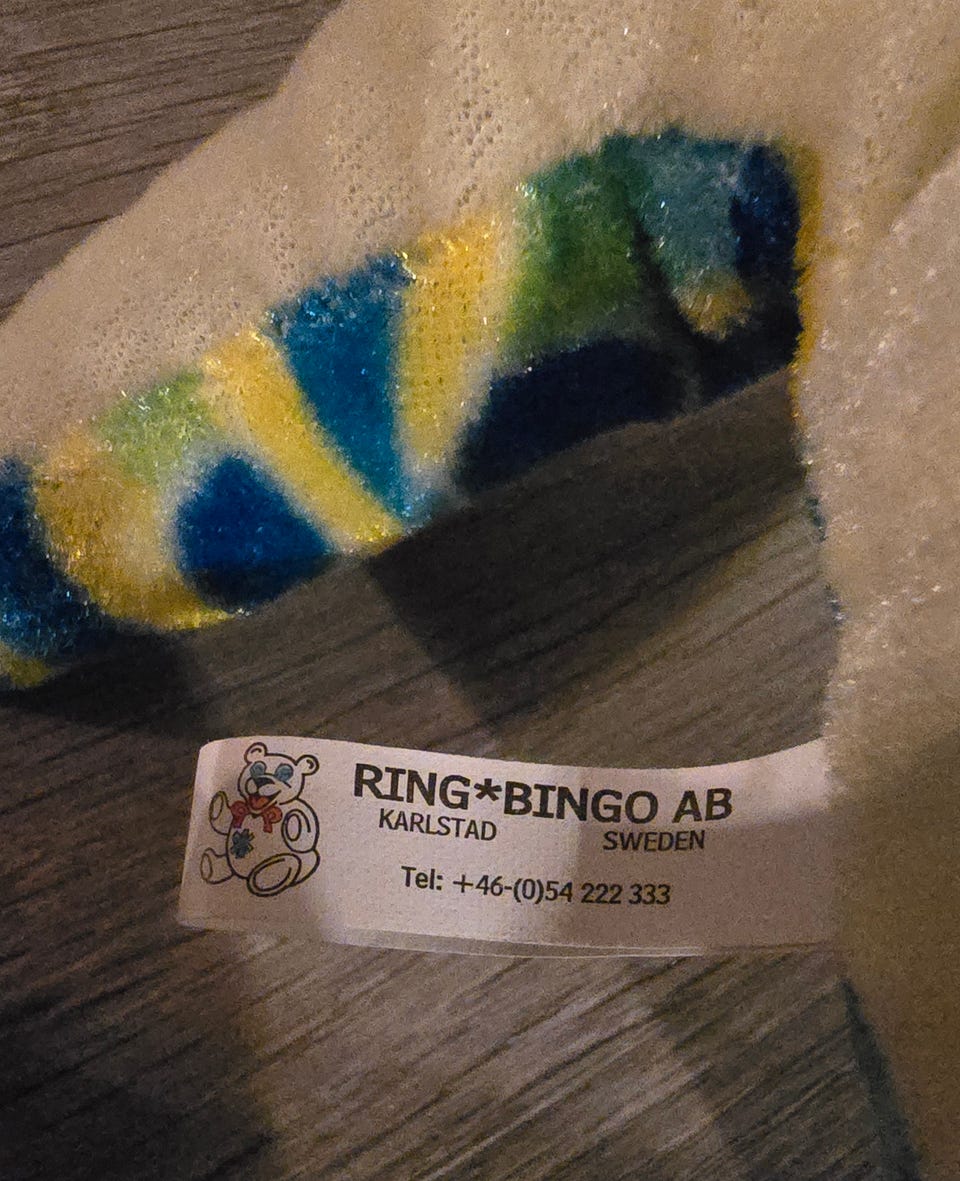 RING*BINGO AB
KARLSTAD SWEDEN
Tel: +46-(0)54 222 333